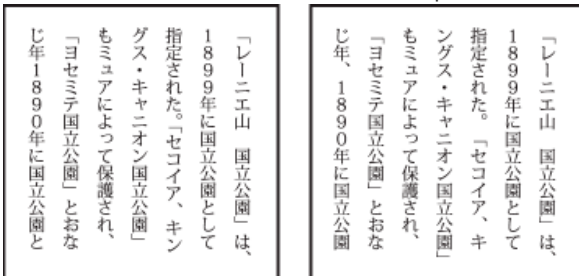 「レーニエ山　国立公園」は、
１８９９年に国立公園として
指定された。「セコイア、キン
グス・キャニオン国立公園」
もミュアによって保護され、
「ヨセミテ国立公園」とおな
じ年１８９０年に国立公園と
「レーニエ山　国立公園」は、
１８９９年に国立公園として
指定された。「セコイア、キ
ングス・キャニオン国立公園」
もミュアによって保護され、
「ヨセミテ国立公園」とおな
じ年、１８９０年に国立公園